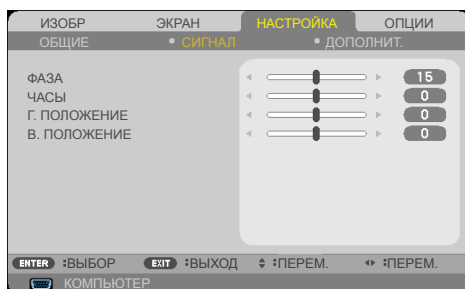 ИЗОБР ЭКРАН НАСТРОЙКА ОПЦИИ
ОБЩИЕ • СИГНАЛ • ДОПОЛНИТ.
ФАЗА 15
ЧАСЫ 0
Г. ПОЛОЖЕНИЕ 0
В. ПОЛОЖЕНИЕ 0
ENTER :ВЫБОР EXIT :ВЫХОД :ПЕРЕМ. :ПЕРЕМ.
КОМПЬЮТЕР